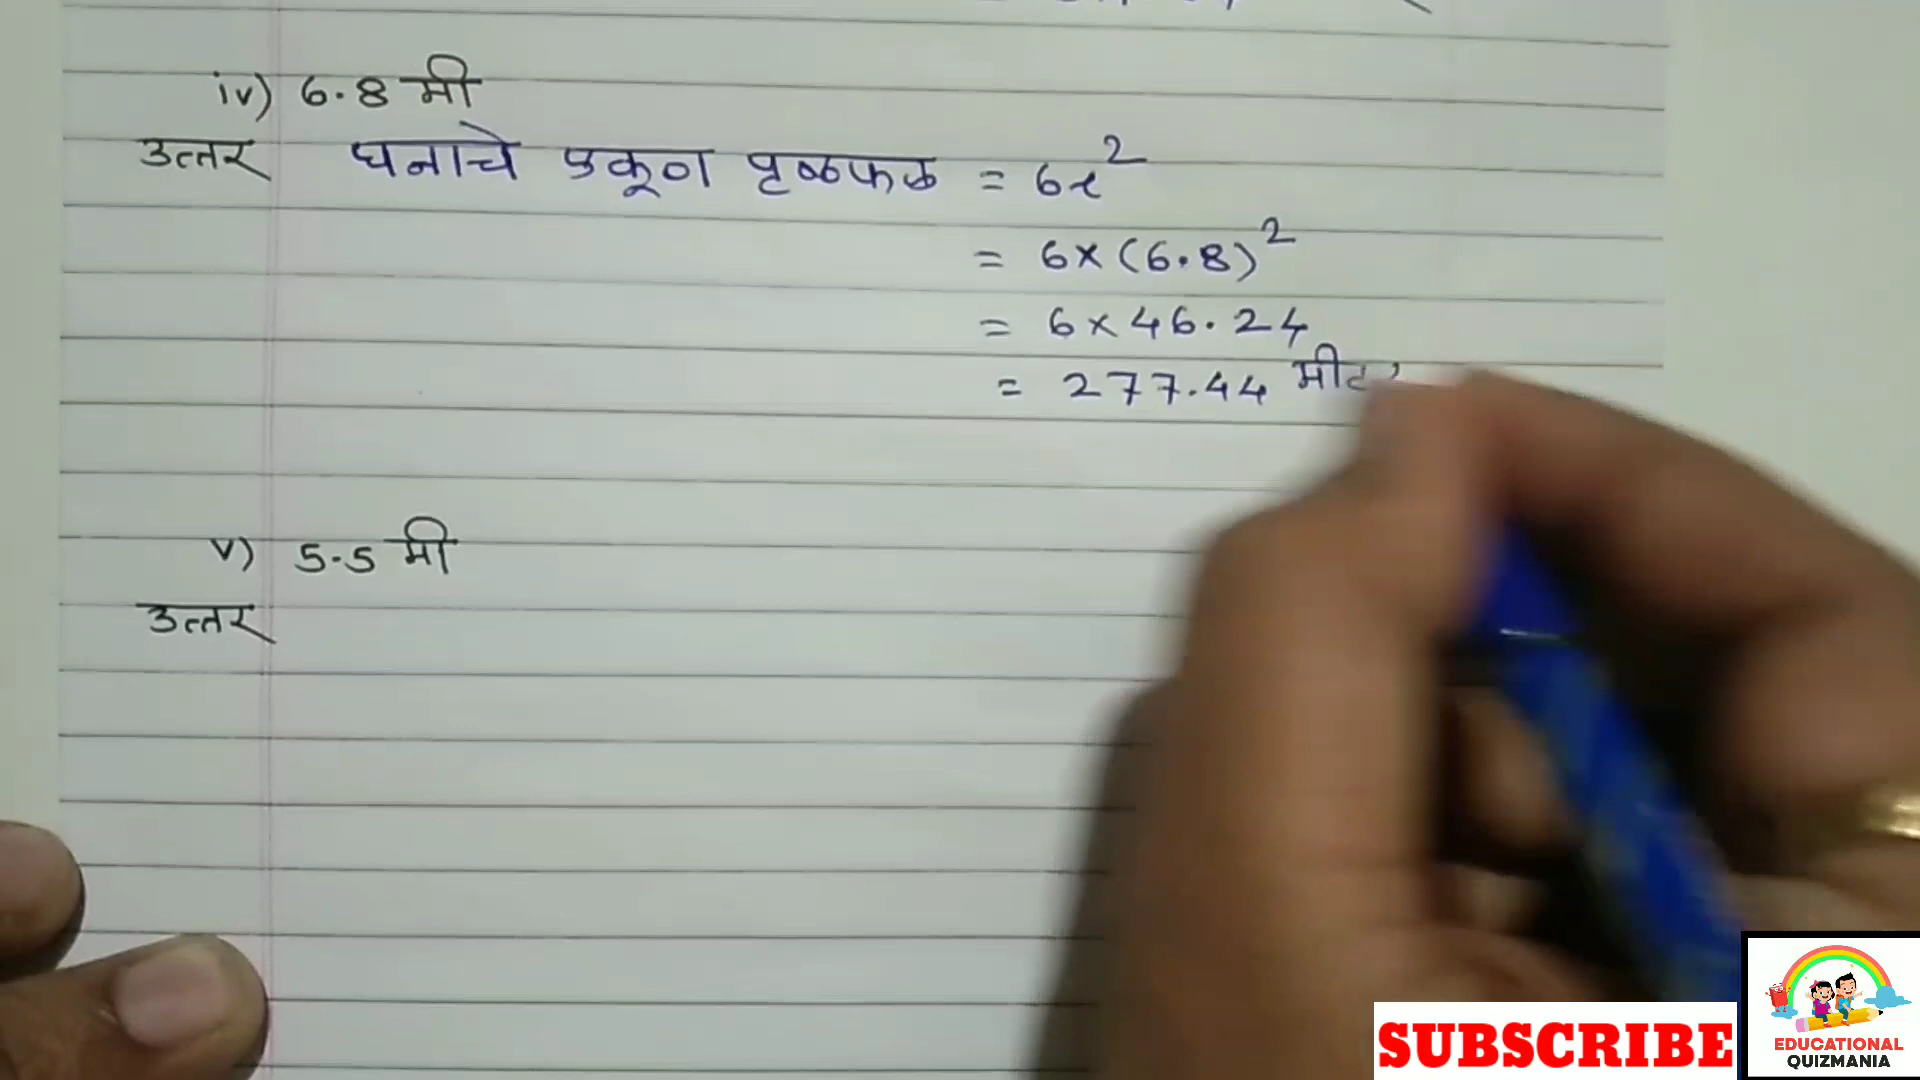 iv) 6.8 मी
उत्तर घनाचे एकूण पृष्ठफळ = 6l²
= 6×(6.8)²
= 6×46.24
= 277.44
v) 5.5 मी
उत्तर
SUBSCRIBE
EDUCATIONAL
QUIZMANIA